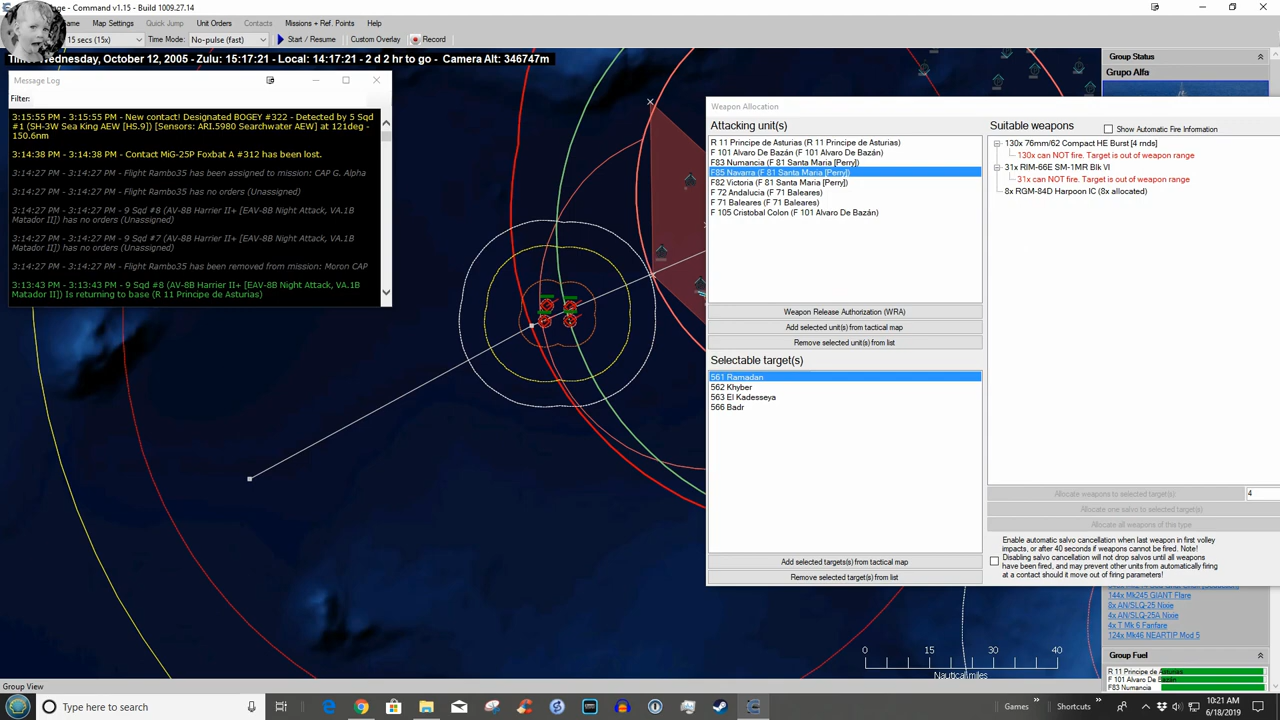 - Command v1.15 - Build 1009.27.14
Map Settings Quick Jump Unit Orders Contacts Missions + Ref. Points Help
15 secs (15x) Time Mode: No-pulse (fast) Start / Resume Custom Overlay Record
Wednesday, October 12, 2005 - Zulu: 15:17:21 - Local: 14:17:21 - 2 d 2 hr to go - Camera Alt: 346747m
Message Log
Filter:
3:15:55 PM - 3:15:55 PM - New contact! Designated BOGEY #322 - Detected by 5 Sqd
#1 (SH-3W Sea King AEW [HS.9]) [Sensors: ARI.5980 Searchwater AEW] at 121deg -
150.6nm
3:14:38 PM - 3:14:38 PM - Contact MiG-25P Foxbat A #312 has been lost.
3:14:27 PM - 3:14:27 PM - Flight Rambo35 has been assigned to mission: CAP G. Alpha
3:14:27 PM - 3:14:27 PM - Flight Rambo35 has no orders (Unassigned)
3:14:27 PM - 3:14:27 PM - 9 Sqd #8 (AV-8B Harrier II+ [EAV-8B Night Attack, VA.1B
Matador II]) has no orders (Unassigned)
3:14:27 PM - 3:14:27 PM - 9 Sqd #7 (AV-8B Harrier II+ [EAV-8B Night Attack, VA.1B
Matador II]) has no orders (Unassigned)
3:14:27 PM - 3:14:27 PM - Flight Rambo35 has been removed from mission: Moron CAP
3:13:43 PM - 3:13:43 PM - 9 Sqd #8 (AV-8B Harrier II+ [EAV-8B Night Attack, VA.1B
Matador II]) Is returning to base (R 11 Principe de Asturias)
Weapon Allocation
Attacking unit(s)
R 11 Principe de Asturias (R 11 Principe de Asturias)
F 101 Alvaro De Bazán (F 101 Alvaro De Bazán)
F83 Numancia (F 81 Santa Maria [Perry])
F85 Navarra (F 81 Santa Maria [Perry])
F82 Victoria (F 81 Santa Maria [Perry])
F 72 Andalucia (F 71 Baleares)
F 71 Baleares (F 71 Baleares)
F 105 Cristobal Colon (F 101 Alvaro De Bazán)
Weapon Release Authorization (WRA)
Add selected unit(s) from tactical map
Remove selected unit(s) from list
Selectable target(s)
561 Ramadan
562 Khyber
563 El Kadesseya
566 Badr
Add selected targets(s) from tactical map
Remove selected target(s) from list
Suitable weapons
Show Automatic Fire Information
130x 76mm/62 Compact HE Burst [4 rnds]
130x can NOT fire. Target is out of weapon range
31x RIM-66E SM-1MR Blk VI
31x can NOT fire. Target is out of weapon range
8x RGM-84D Harpoon IC (8x allocated)
Allocate weapons to selected target(s)
4
Allocate one salvo to selected target(s)
Allocate all weapons of this type
Enable automatic salvo cancellation when last weapon in first volley
impacts, or after 40 seconds if weapons cannot be fired. Note!
Disabling salvo cancellation will not drop salvos until all weapons
have been fired, and may prevent other units from automatically firing
at a contact should it move out of firing parameters!
Group Status
Grupo Alfa
144x Mk245 GIANT Flare
8x AN/SLQ-25 Nixie
4x AN/SLQ-25A Nixie
4x T Mk 6 Fanfare
124x Mk46 NEARTIP Mod 5
Group Fuel
R 11 Principe de Asturias
F 101 Alvaro De Bazán
F83 Numancia
0 15 30 40
Nautical miles
Group View
Type here to search
Games
Shortcuts
10:21 AM
6/18/2019